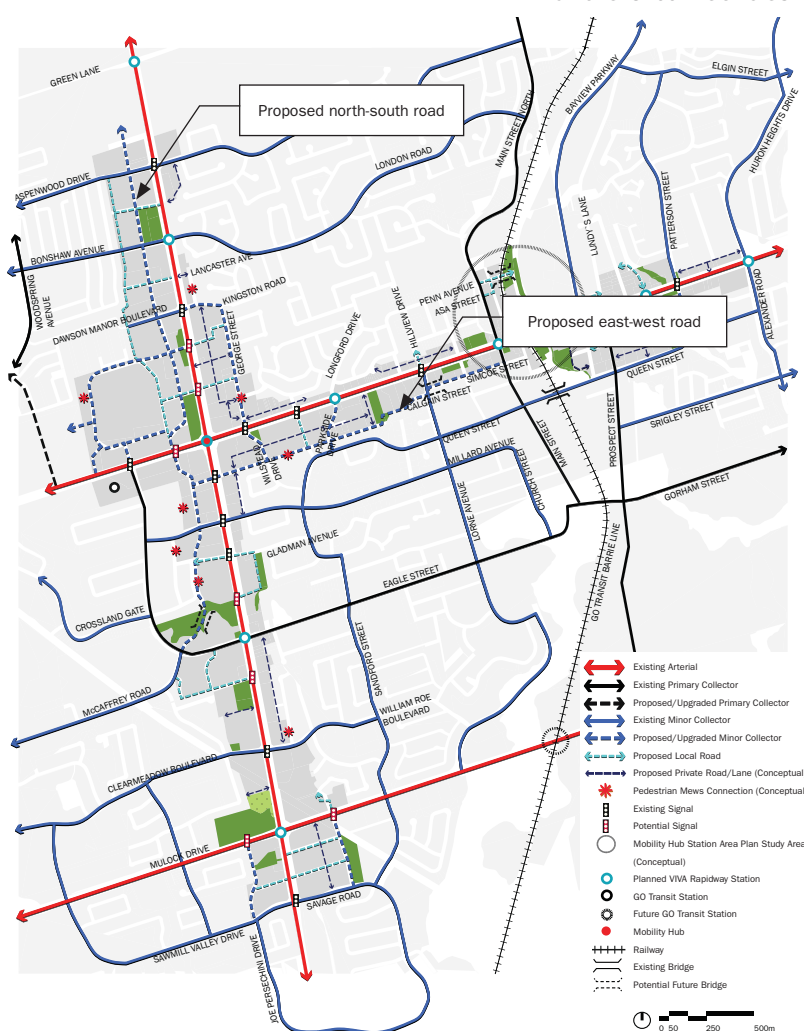 GREEN LANE
Proposed north-south road
ASPENWOOD DRIVE
LONDON ROAD
MAIN STREET NORTH
BAYVIEW PARKWAY
ELGIN STREET
HURON HEIGHTS DRIVE
BONSHAW AVENUE
LANCASTER AVE
KINGSTON ROAD
WOODSPRING
AVENUE
DAWSON MANOR BOULEVARD
GEORGE STREET
LONGFORD DRIVE
HILLVIEW DRIVE
PENN AVENUE
ASA STREET
LUNDY'S LANE
PATTERSON STREET
ALEXANDER ROAD
Proposed east-west road
SIMCOE STREET
CALGAIN STREET
QUEEN STREET
QUEEN STREET
MILLARD AVENUE
PARKSIDE
DRIVE
WILSTEAD
DRIVE
CHURCH STREET
MAIN STREET
PROSPECT STREET
SRIGLEY STREET
GORHAM STREET
LORNE AVENUE
GLADMAN AVENUE
EAGLE STREET
GO TRANSIT BARRIE LINE
CROSSLAND GATE
McCAFFREY ROAD
SANDFORD STREET
WILLIAM ROE
BOULEVARD
CLEARMEADOW BOULEVARD
MULOCK DRIVE
SAVAGE ROAD
SAWMILL VALLEY DRIVE
JOE PERSECHINI DRIVE
Existing Arterial
Existing Primary Collector
Proposed/Upgraded Primary Collector
Existing Minor Collector
Proposed/Upgraded Minor Collector
Proposed Local Road
Proposed Private Road/Lane (Conceptual
Pedestrian Mews Connection (Conceptual
Existing Signal
Potential Signal
Mobility Hub Station Area Plan Study Area
(Conceptual)
Planned VIVA Rapidway Station
GO Transit Station
Future GO Transit Station
Mobility Hub
Railway
Existing Bridge
Potential Future Bridge
0 50 250 500m